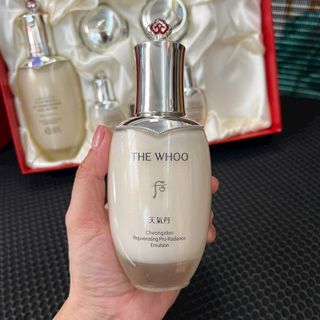 THE WHOO
天氣丹
Cheongidan
Rejuvenating Pro-Radiance
Emulsion